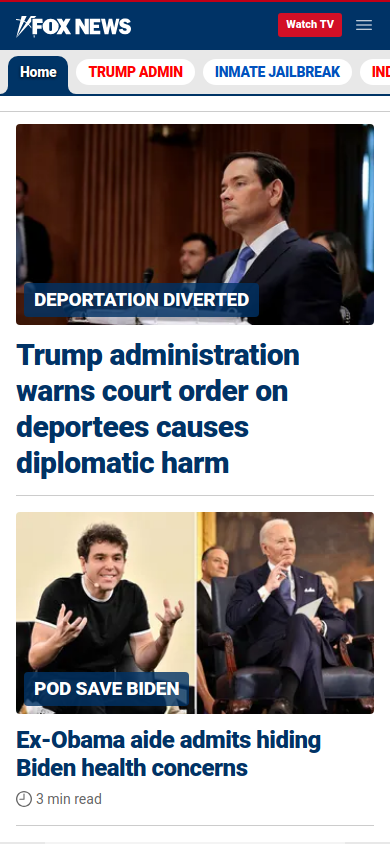 FOX NEWS
Watch TV
Home
TRUMP ADMIN
INMATE JAILBREAK
IND
DEPORTATION DIVERTED
Trump administration
warns court order on
deportees causes
diplomatic harm
POD SAVE BIDEN
Ex-Obama aide admits hiding
Biden health concerns
3 min read